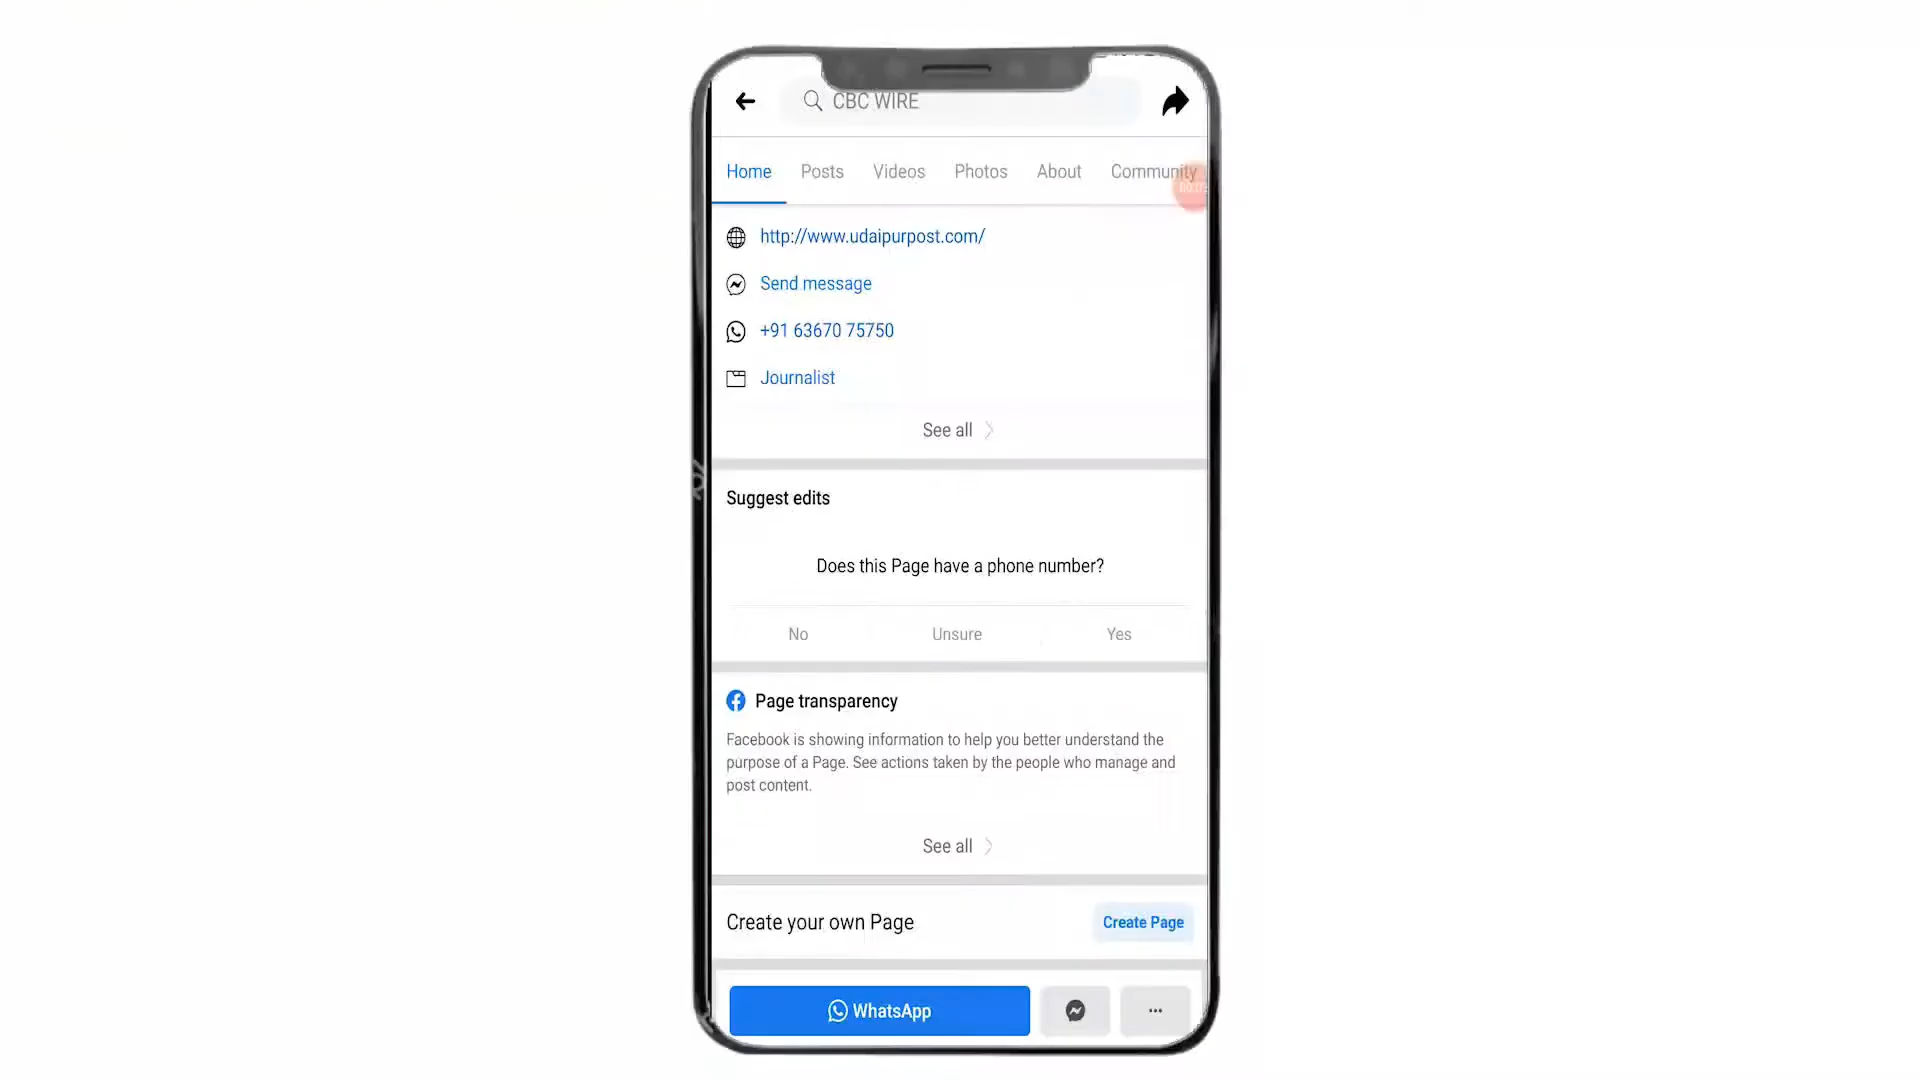 CBC WIRE
Home Posts Videos Photos About Community
http://www.udaipurpost.com/
Send message
+91 63670 75750
Journalist
See all
Suggest edits
Does this Page have a phone number?
No Unsure Yes
Page transparency
Facebook is showing information to help you better understand the
purpose of a Page. See actions taken by the people who manage and
post content.
See all
Create your own Page Create Page
WhatsApp